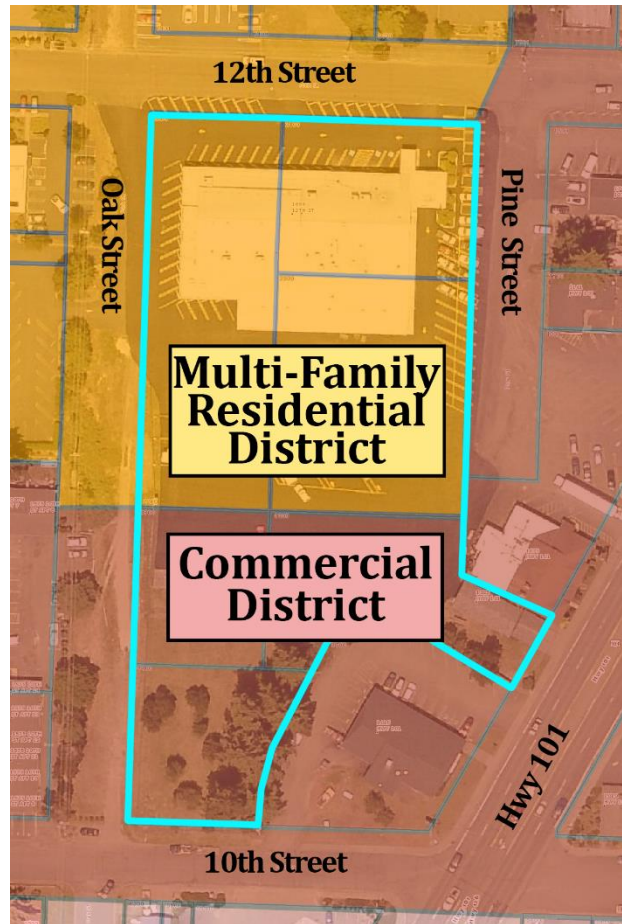 12th Street
Oak Street
Pine Street
Multi-Family
Residential
District
Commercial
District
Hwy 101
10th Street